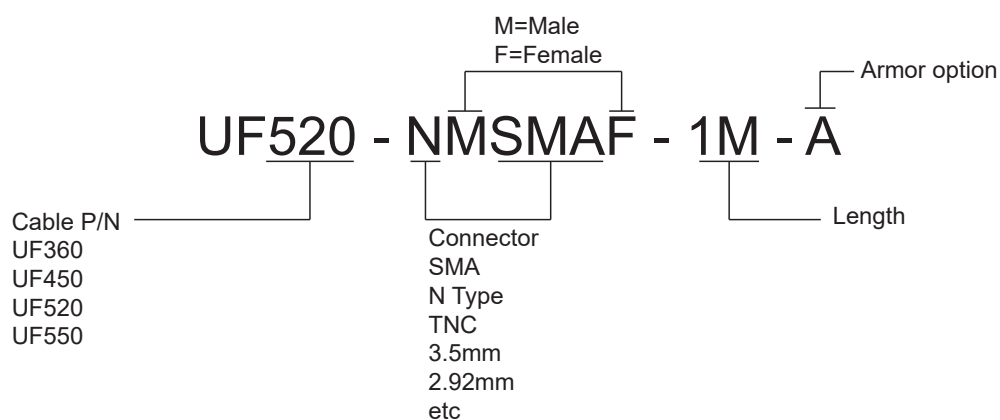 M=Male
F=Female
Armor option
UF520 - NMSMAF - 1M - A
Cable P/N
UF360
UF450
UF520
UF550
Connector
SMA
N Type
TNC
3.5mm
2.92mm
etc
Length